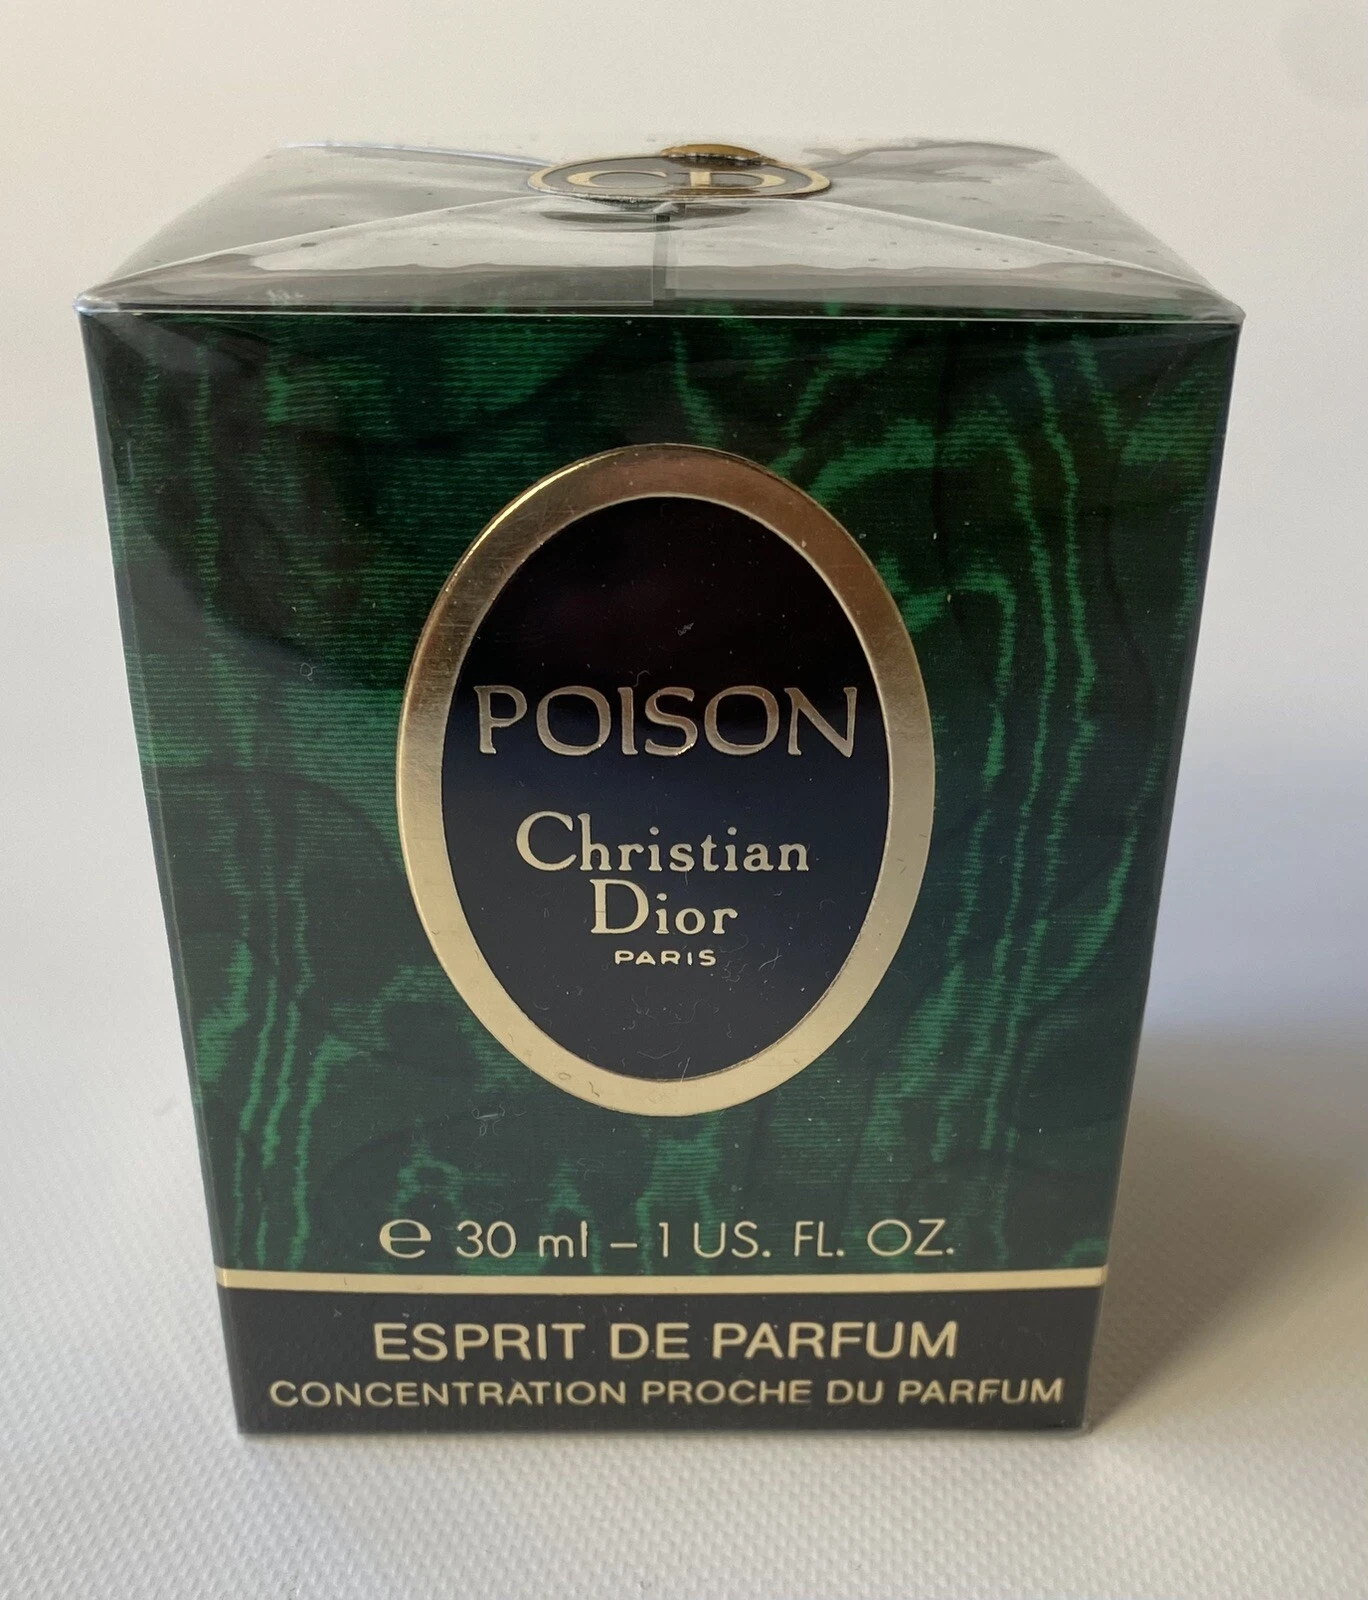 CD
POISON
Christian
Dior
PARIS
℮ 30 ml – 1 US. FL. OZ.
ESPRIT DE PARFUM
CONCENTRATION PROCHE DU PARFUM